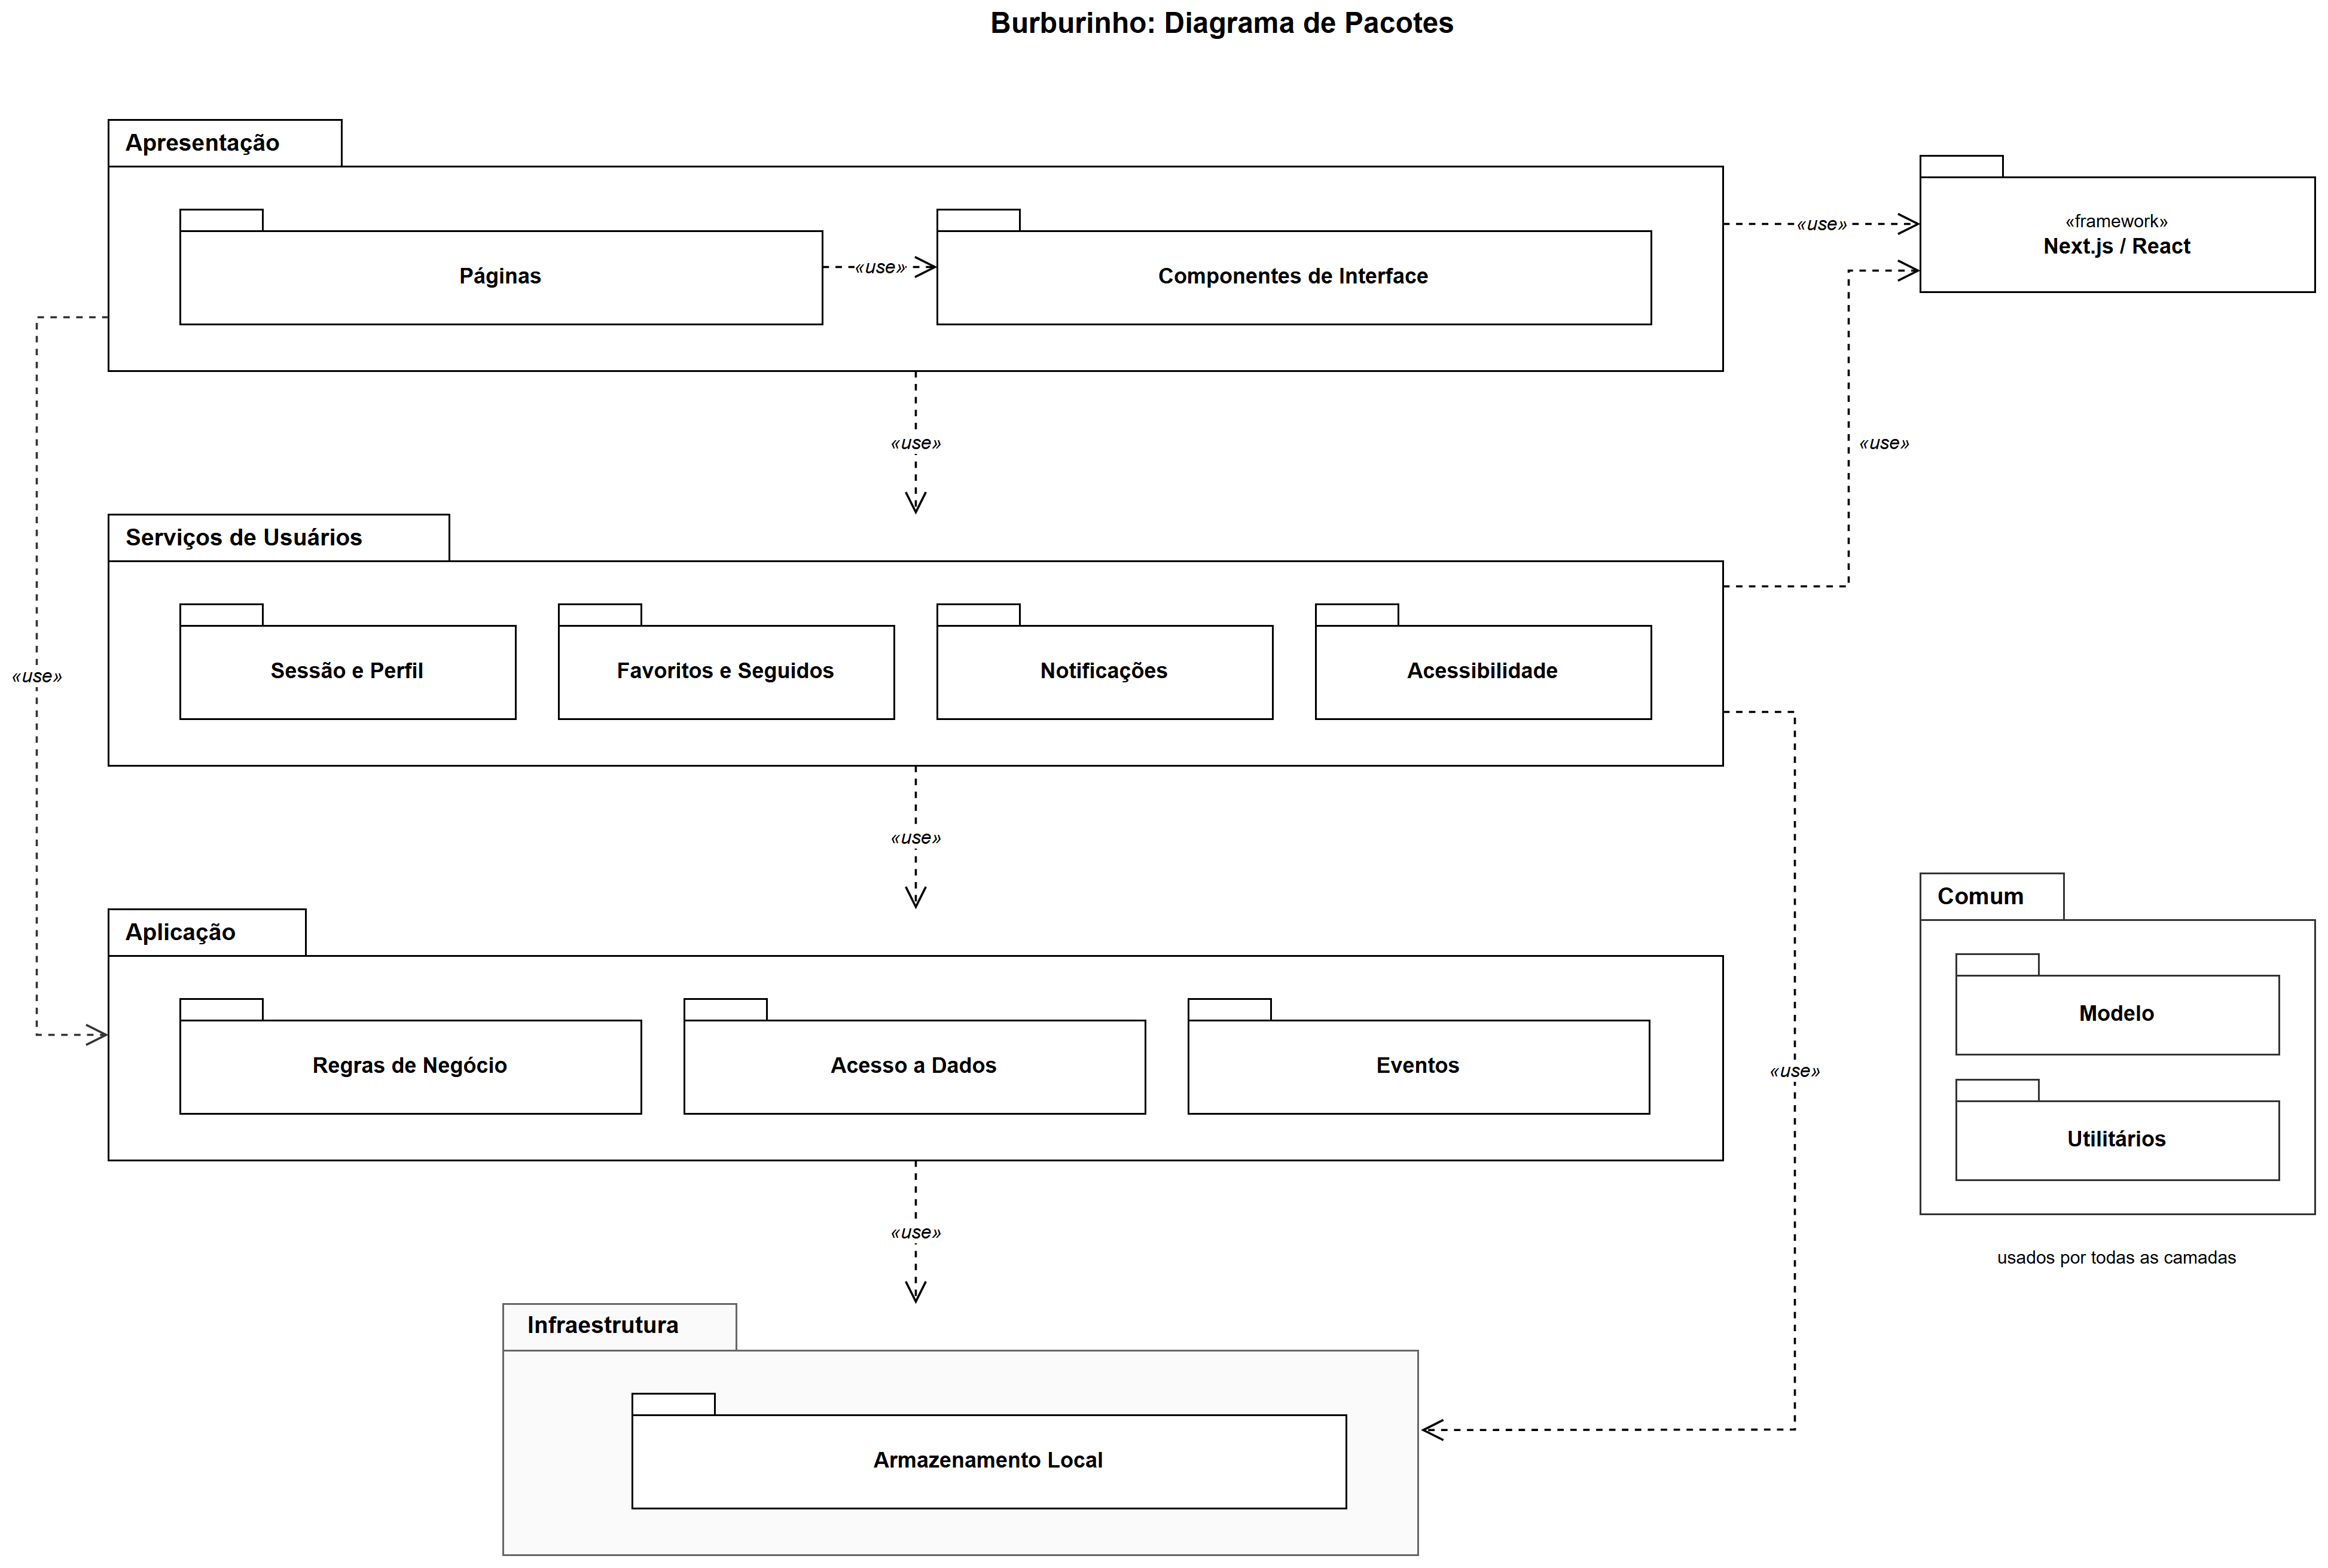 Burburinho: Diagrama de Pacotes
Apresentação
«framework»
Next.js / React
«use»
Páginas
«use»
Componentes de Interface
«use»
«use»
Serviços de Usuários
Sessão e Perfil
Favoritos e Seguidos
Notificações
Acessibilidade
«use»
«use»
Aplicação
Comum
Regras de Negócio
Acesso a Dados
Eventos
«use»
Modelo
Utilitários
«use»
usados por todas as camadas
Infraestrutura
Armazenamento Local